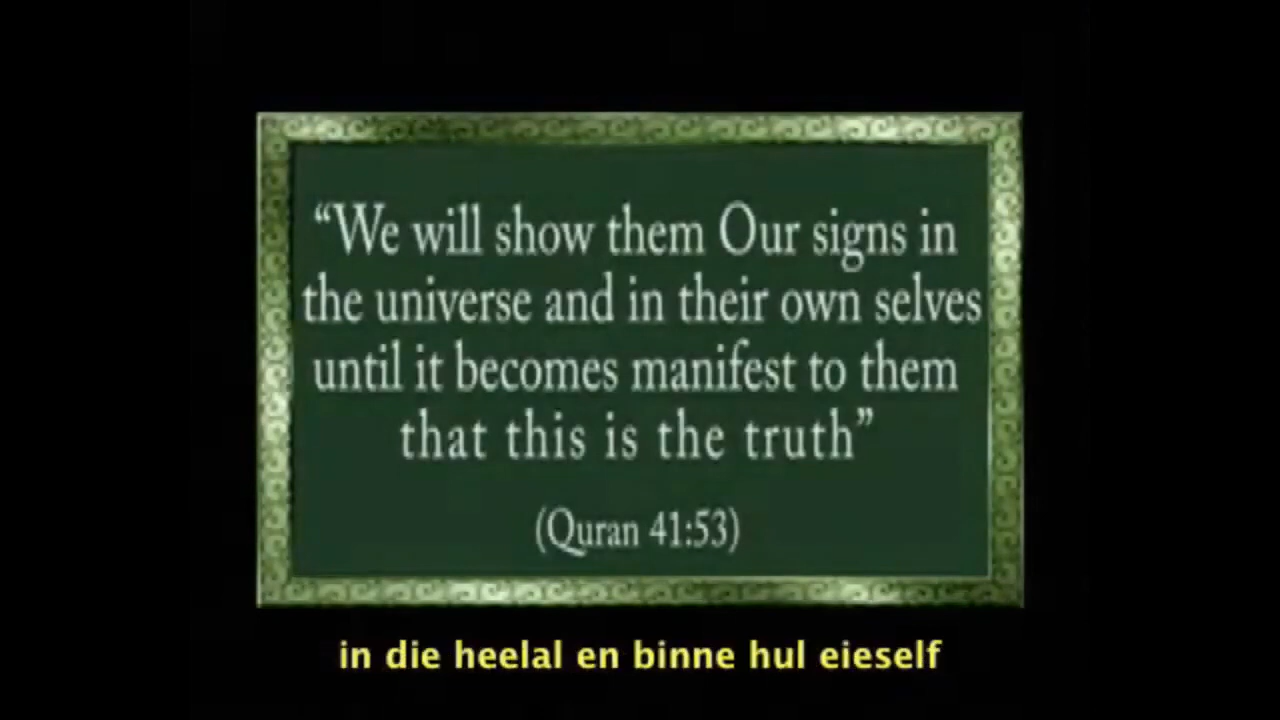 “We will show them Our signs in
the universe and in their own selves
until it becomes manifest to them
that this is the truth”
(Quran 41:53)
in die heelal en binne hul eieself